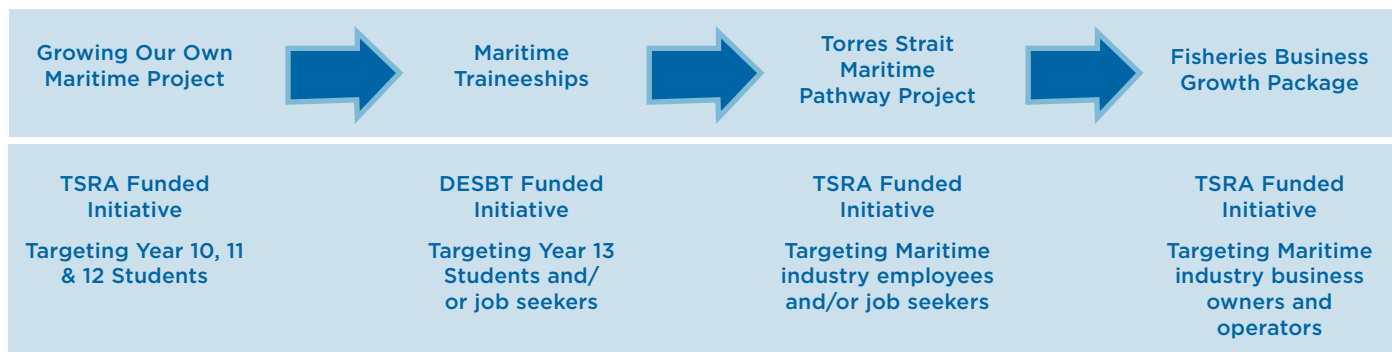 Growing Our Own
Maritime Project
Maritime
Traineeships
Torres Strait
Maritime
Pathway Project
Fisheries Business
Growth Package
TSRA Funded
Initiative
Targeting Year 10, 11
& 12 Students
DESBT Funded
Initiative
Targeting Year 13
Students and/
or job seekers
TSRA Funded
Initiative
Targeting Maritime
industry employees
and/or job seekers
TSRA Funded
Initiative
Targeting Maritime
industry business
owners and
operators